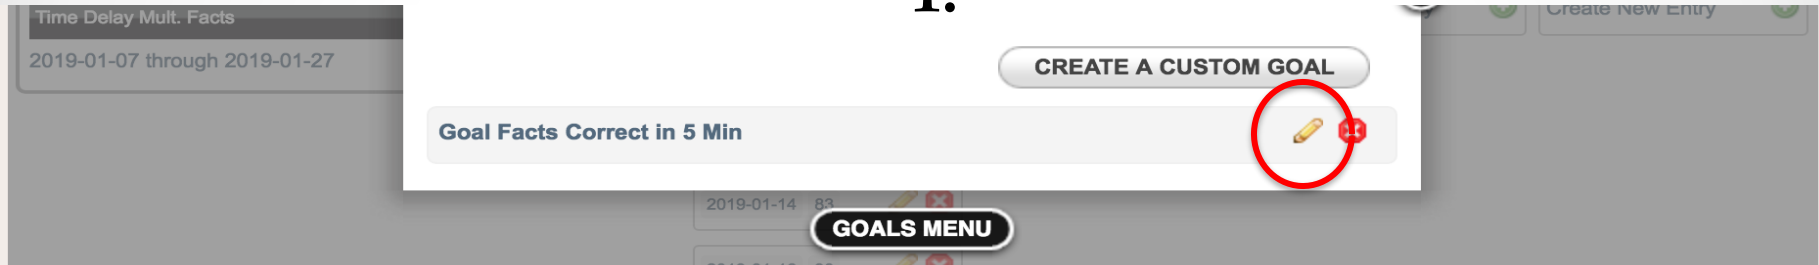 1.
Time Delay Mult. Facts
Create New Entry
2019-01-07 through 2019-01-27
CREATE A CUSTOM GOAL
Goal Facts Correct in 5 Min
2019-01-14 83
GOALS MENU